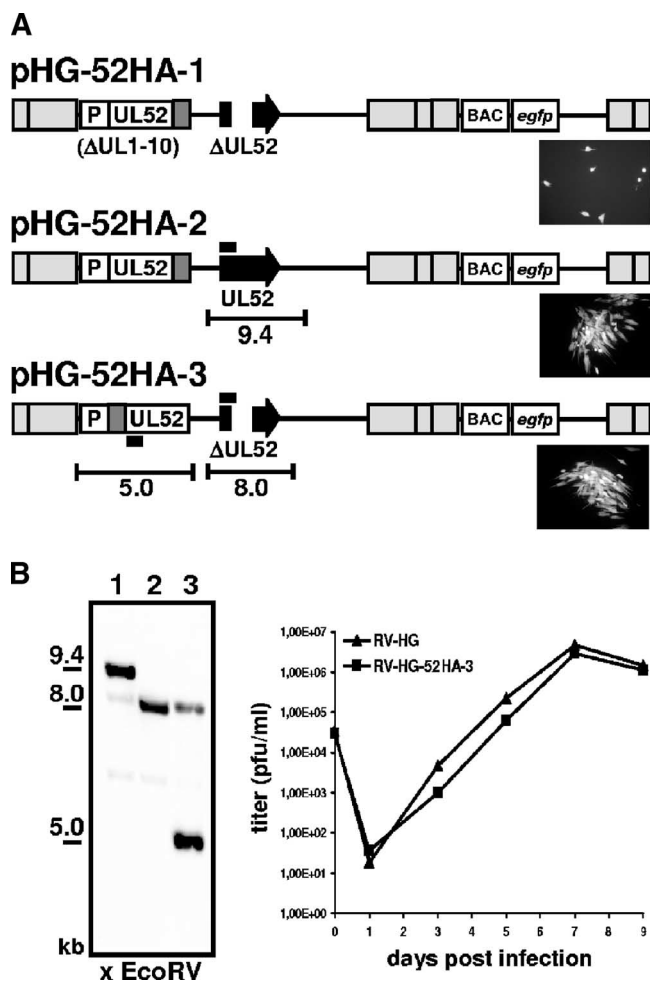 A
pHG-52HA-1
P UL52 BAC egfp
(ΔUL1-10) ΔUL52
pHG-52HA-2
P UL52 BAC egfp
UL52
9.4
pHG-52HA-3
P UL52 BAC egfp
ΔUL52
5.0 8.0
B
1 2 3
9.4
8.0
5.0
kb
x EcoRV
RV-HG
RV-HG-52HA-3
titer (pfu/ml)
1,00E+07
1,00E+06
1,00E+05
1,00E+04
1,00E+03
1,00E+02
1,00E+01
1,00E+00
0 1 3 5 7 9
days post infection